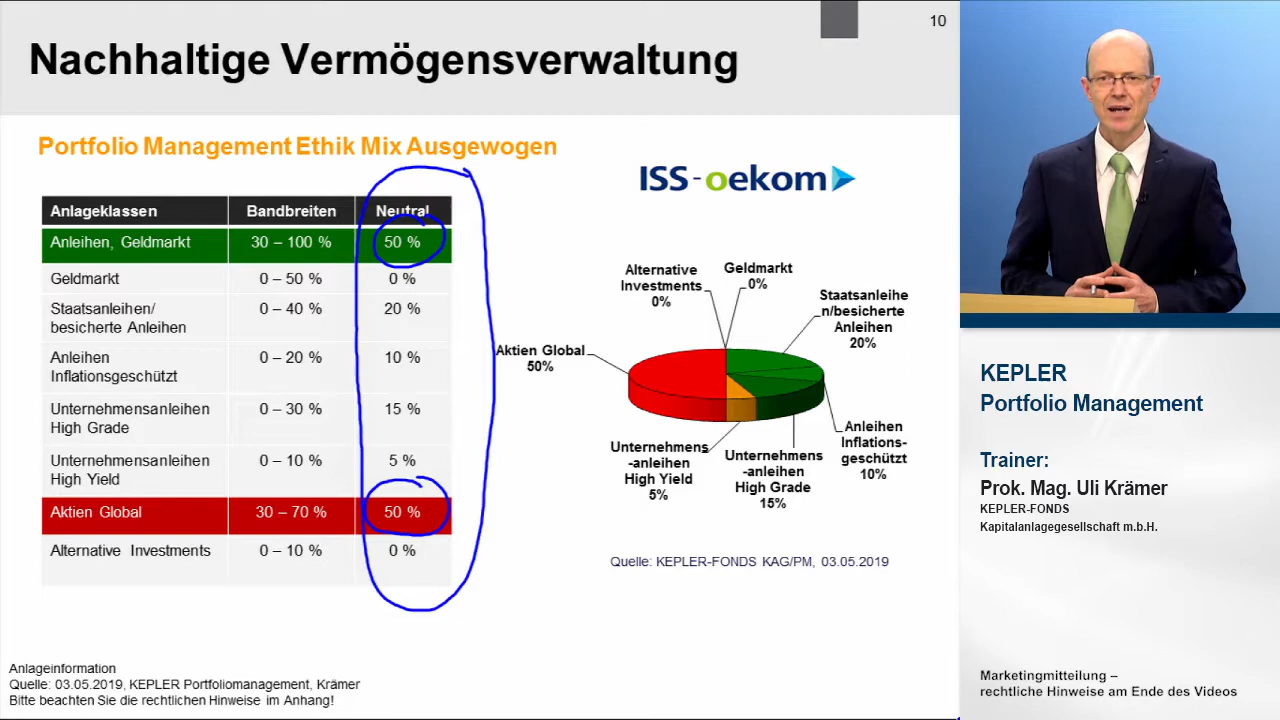 10
Nachhaltige Vermögensverwaltung
Portfolio Management Ethik Mix Ausgewogen
ISS-oekom
Anlageklassen Bandbreiten Neutral
Anleihen, Geldmarkt 30 – 100 % 50 %
Geldmarkt 0 – 50 % 0 %
Staatsanleihen/ 0 – 40 % 20 %
besicherte Anleihen
Anleihen 0 – 20 % 10 %
Inflationsgeschützt
Unternehmensanleihen 0 – 30 % 15 %
High Grade
Unternehmensanleihen 0 – 10 % 5 %
High Yield
Aktien Global 30 – 70 % 50 %
Alternative Investments 0 – 10 % 0 %
Alternative
Investments
0%
Geldmarkt
0%
Staatsanleihe
n/besicherte
Anleihen
20%
Aktien Global
50%
Anleihen
Inflations-
geschützt
10%
Unternehmens
-anleihen
High Yield
5%
Unternehmens
-anleihen
High Grade
15%
Quelle: KEPLER-FONDS KAG/PM, 03.05.2019
Anlageinformation
Quelle: 03.05.2019, KEPLER Portfoliomanagement, Krämer
Bitte beachten Sie die rechtlichen Hinweise im Anhang!
KEPLER
Portfolio Management
Trainer:
Prok. Mag. Uli Krämer
KEPLER-FONDS
Kapitalanlagegesellschaft m.b.H.
Marketingmitteilung –
rechtliche Hinweise am Ende des Videos